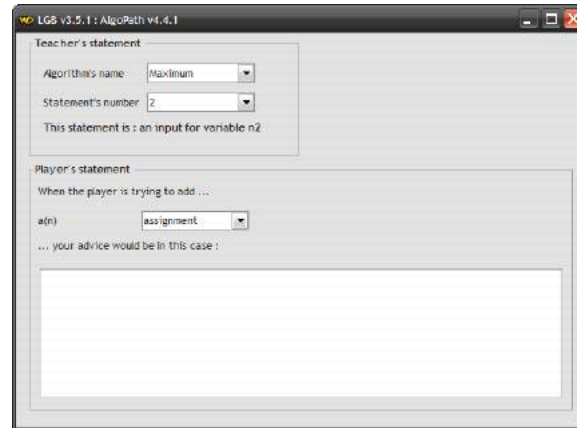 WD LGB v3.5.1 : AlgoPath v4.4.1
Teacher's statement
Algorithm's name Maximum
Statement's number 2
This statement is : an input for variable n2
Player's statement
When the player is trying to add ...
a(n) assignment
... your advice would be in this case :